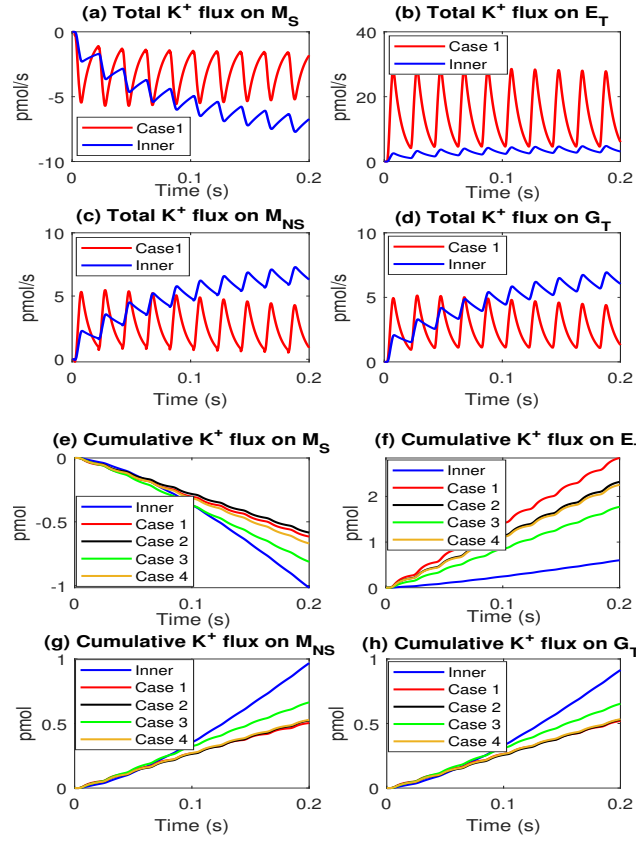 (a) Total K+ flux on MS
(b) Total K+ flux on ET
0
-5
-10
pmol/s
Case1
Inner
0
0.1
0.2
Time (s)
40
20
0
pmol/s
Case 1
Inner
0
0.1
0.2
Time (s)
(c) Total K+ flux on MNS
(d) Total K+ flux on GT
10
5
0
pmol/s
Case1
Inner
0
0.1
0.2
Time (s)
10
5
0
pmol/s
Case 1
Inner
0
0.1
0.2
Time (s)
(e) Cumulative K+ flux on MS
(f) Cumulative K+ flux on E
0
-0.5
-1
pmol
Inner
Case 1
Case 2
Case 3
Case 4
0
0.1
0.2
Time (s)
2
1
0
pmol
Inner
Case 1
Case 2
Case 3
Case 4
0
0.1
0.2
Time (s)
(g) Cumulative K+ flux on MNS
(h) Cumulative K+ flux on GT
1
0.5
0
pmol
Inner
Case 1
Case 2
Case 3
Case 4
0
0.1
0.2
Time (s)
1
0.5
0
pmol
Inner
Case 1
Case 2
Case 3
Case 4
0
0.1
0.2
Time (s)